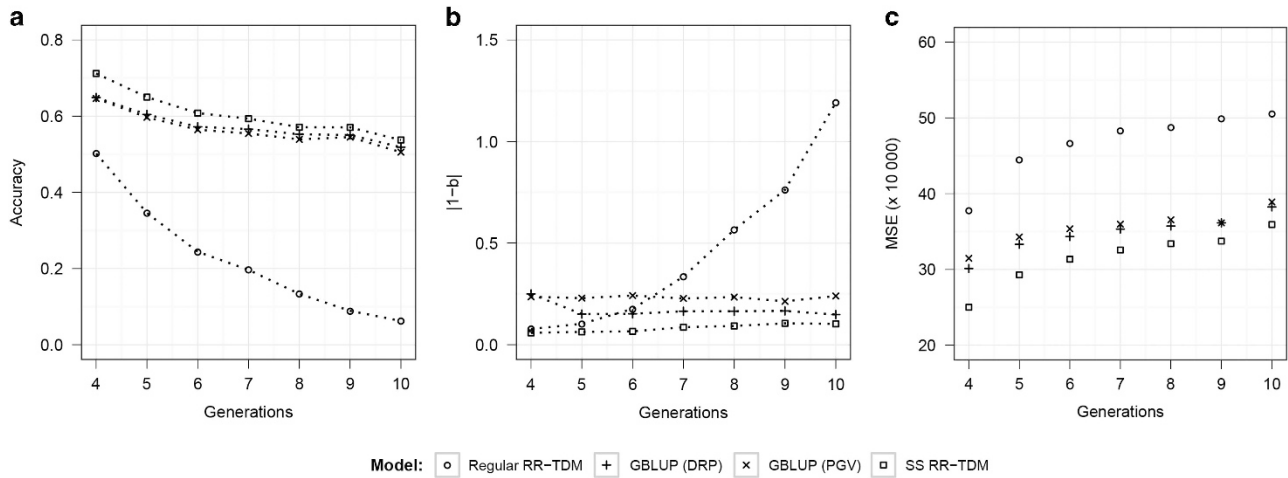 a
0.8
0.6
0.4
0.2
0.0
Accuracy
4 5 6 7 8 9 10
Generations
b
1.5
1.0
0.5
0.0
|1−b|
4 5 6 7 8 9 10
Generations
c
60
50
40
30
20
MSE (x 10 000)
4 5 6 7 8 9 10
Generations
Model: Regular RR−TDM GBLUP (DRP) GBLUP (PGV) SS RR−TDM